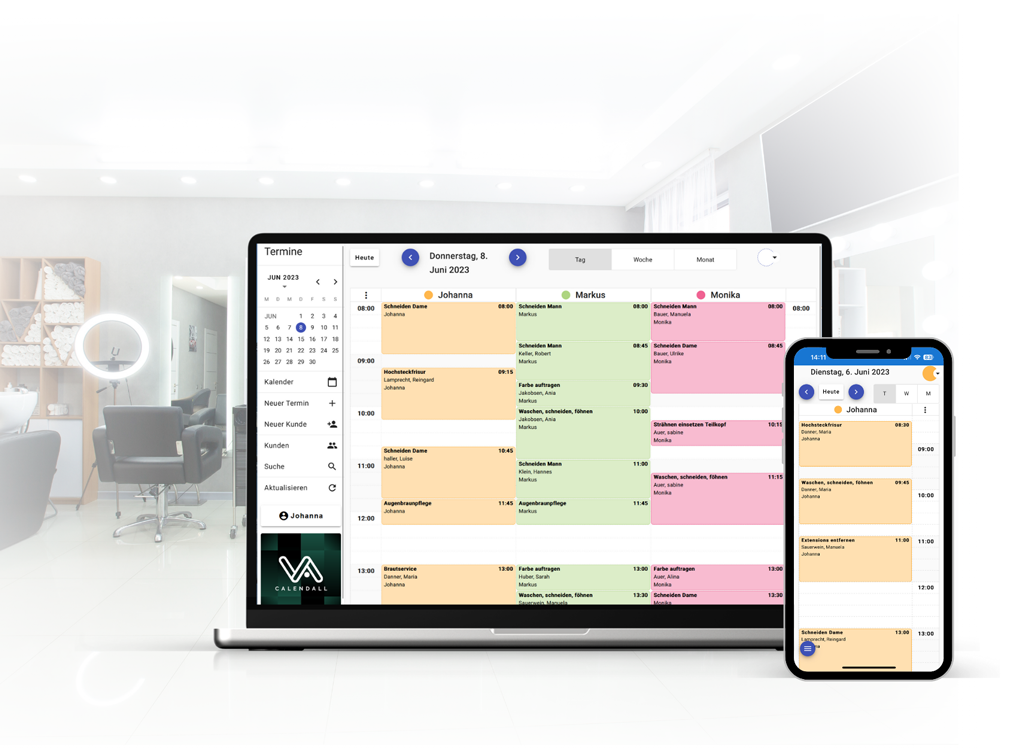 Termine
JUN 2023
M D M D F S S
JUN 1 2 3 4
5 6 7 8 9 10 11
12 13 14 15 16 17 18
19 20 21 22 23 24 25
26 27 28 29 30
Kalender
Neuer Termin
Neuer Kunde
Kunden
Suche
Aktualisieren
Johanna
CALENDALL
Heute
Donnerstag, 8.
Juni 2023
Tag
Woche
Monat
Johanna
Markus
Monika
08:00
09:00
10:00
11:00
12:00
13:00
Schneiden Dame 08:00
Johanna
Hochsteckfrisur 09:15
Lamprecht, Reingard
Johanna
Schneiden Dame 10:45
haller, Luise
Johanna
Augenbraunpflege 11:45
Johanna
Brautservice 13:00
Danner, Maria
Johanna
Schneiden Mann 08:00
Markus
Schneiden Mann 08:45
Keller, Robert
Markus
Farbe auftragen 09:30
Jakobsen, Ania
Markus
Waschen, schneiden, föhnen 10:00
Jakobsen, Ania
Markus
Schneiden Mann 11:00
Klein, Hannes
Markus
Augenbraunpflege 11:45
Markus
Farbe auftragen 13:00
Huber, Sarah
Markus
Waschen, schneiden, föhnen 13:30
Sauerwein, Manuela
Schneiden Mann 08:00
Bauer, Manuela
Monika
Schneiden Dame 08:45
Bauer, Ulrike
Monika
Strähnen einsetzen Teilkopf 10:15
Auer, sabine
Monika
Waschen, schneiden, föhnen 11:15
Auer, sabine
Monika
Farbe auftragen 13:00
Auer, Alina
Monika
Schneiden Dame 13:30
Monika
08:00
14:11
Dienstag, 6. Juni 2023
Heute
T W M
Johanna
Hochsteckfrisur 08:30
Danner, Maria
Johanna
09:00
Waschen, schneiden, föhnen 09:45
Danner, Maria
Johanna
10:00
Extensions entfernen 11:00
Sauerwein, Manuela
Johanna
11:00
12:00
Schneiden Dame 13:00
Lamprecht, Reingard
13:00